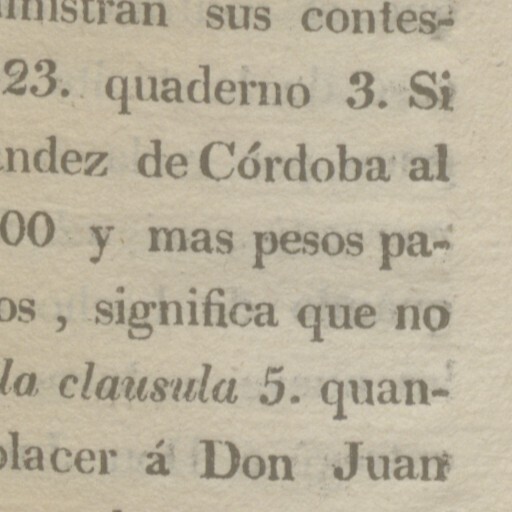 ministran sus contes-
23. quaderno 3. Si
ndez de Córdoba al
00 y mas pesos pa-
os, significa que no
la clausula 5. quan-
placer á Don Juan